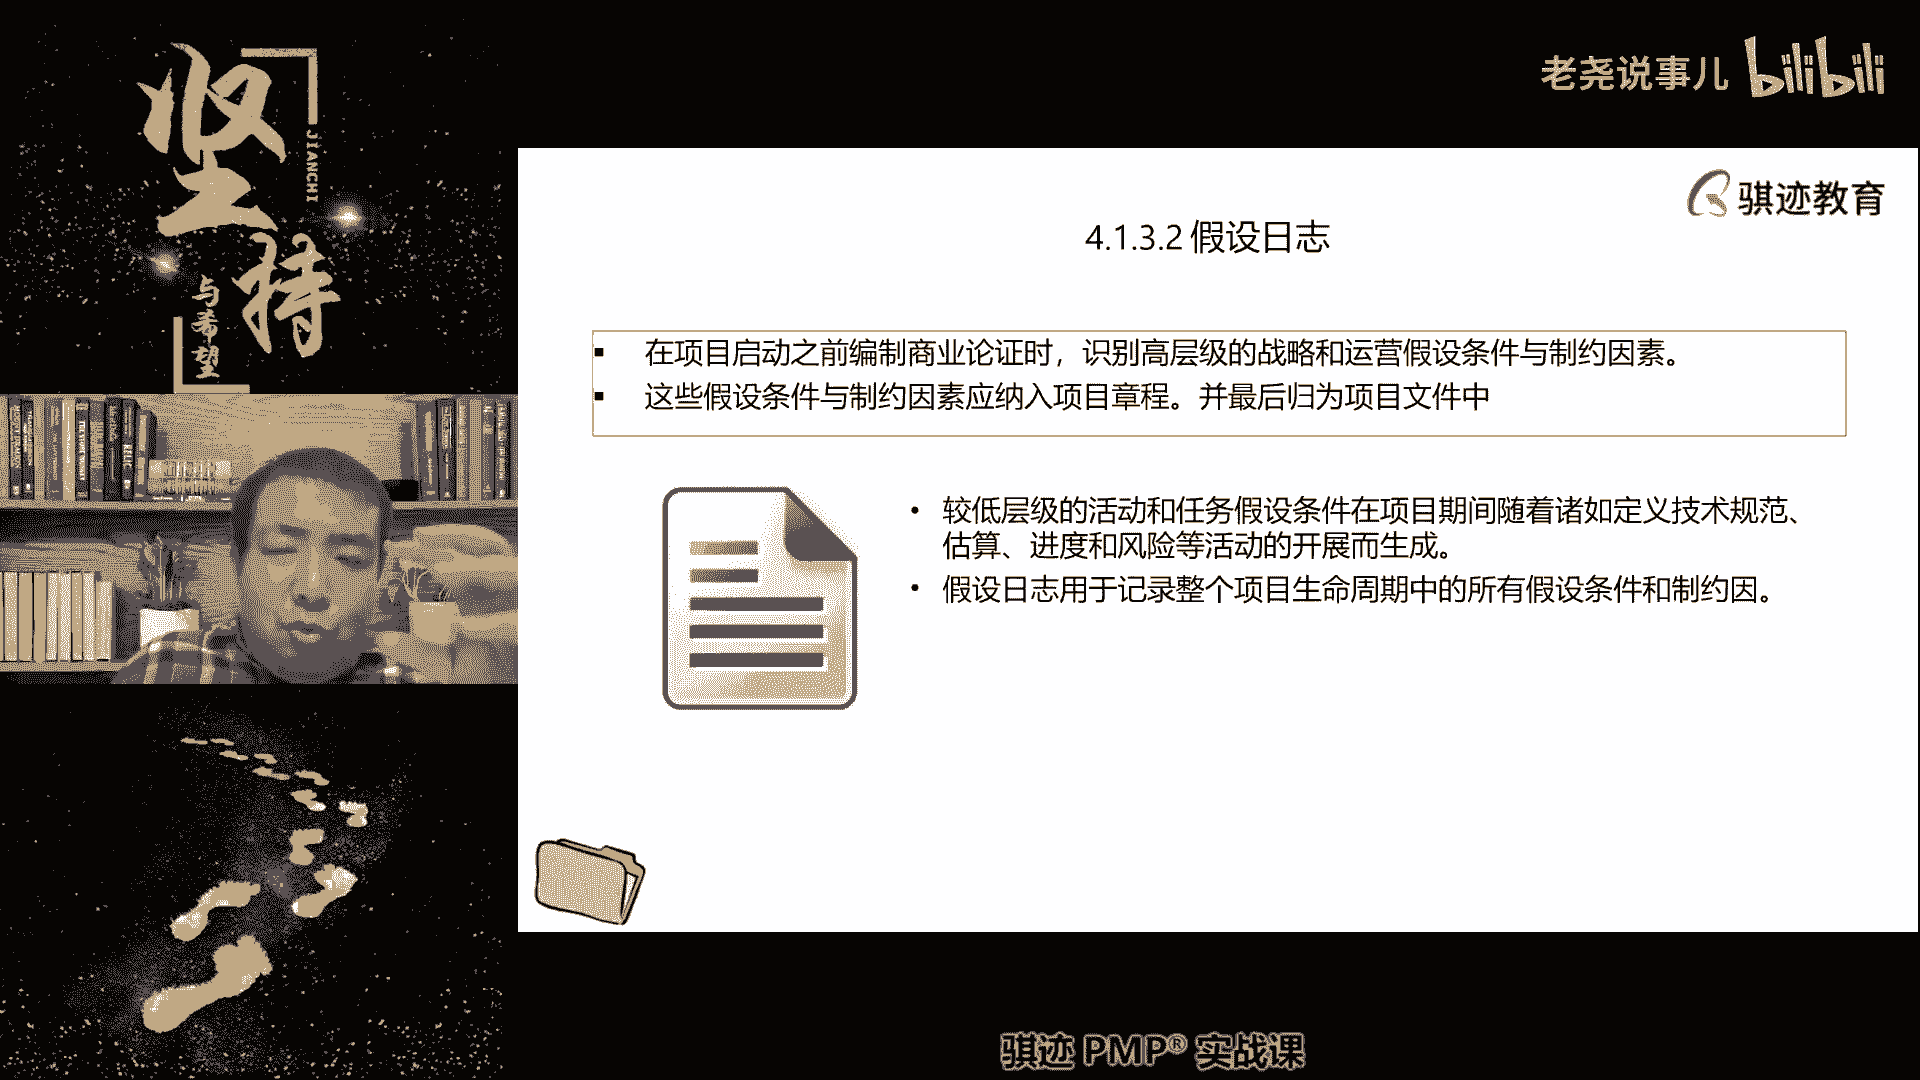 坚持
JIANCHI
与希望
老尧说事儿 bilibili
骐迹教育
4.1.3.2 假设日志
▪ 在项目启动之前编制商业论证时，识别高层级的战略和运营假设条件与制约因素。
▪ 这些假设条件与制约因素应纳入项目章程。并最后归为项目文件中
• 较低层级的活动和任务假设条件在项目期间随着诸如定义技术规范、
估算、进度和风险等活动的开展而生成。
• 假设日志用于记录整个项目生命周期中的所有假设条件和制约因。
骐迹 PMP® 实战课